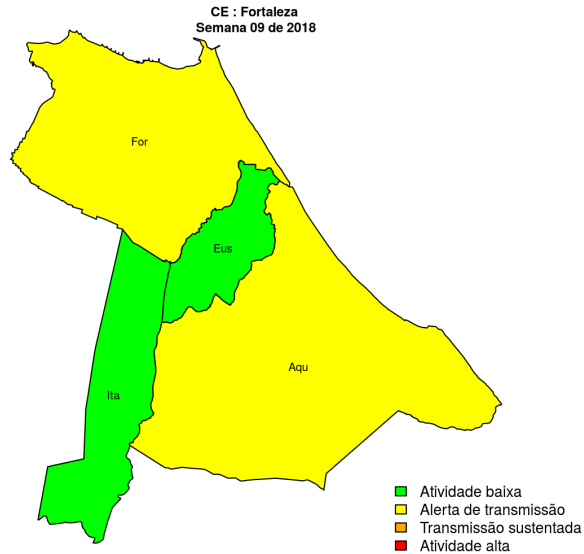 CE : Fortaleza
Semana 09 de 2018
For
Eus
Aqu
Ita
Atividade baixa
Alerta de transmissão
Transmissão sustentada
Atividade alta